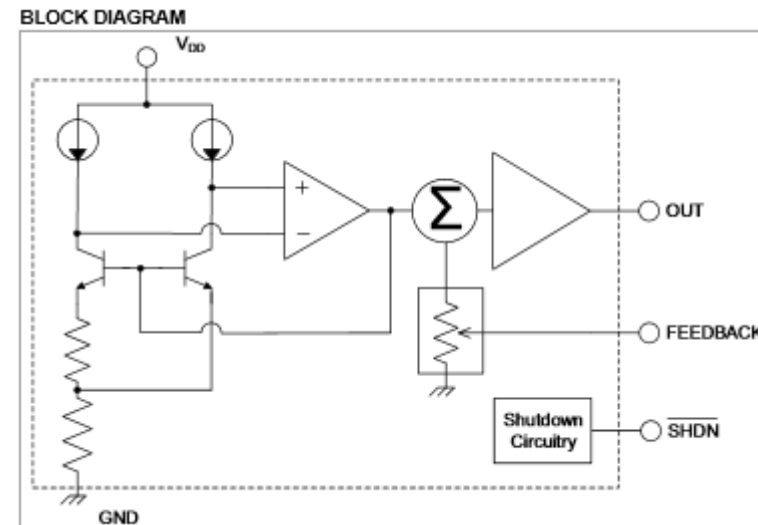 BLOCK DIAGRAM
VDD
+
−
Σ
OUT
FEEDBACK
Shutdown
Circuitry
SHDN
GND